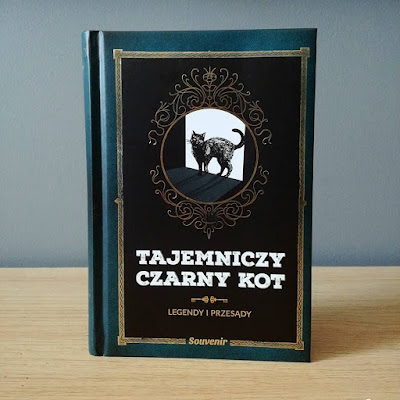 TAJEMNICZY
CZARNY KOT
LEGENDY I PRZESĄDY
Souvenir